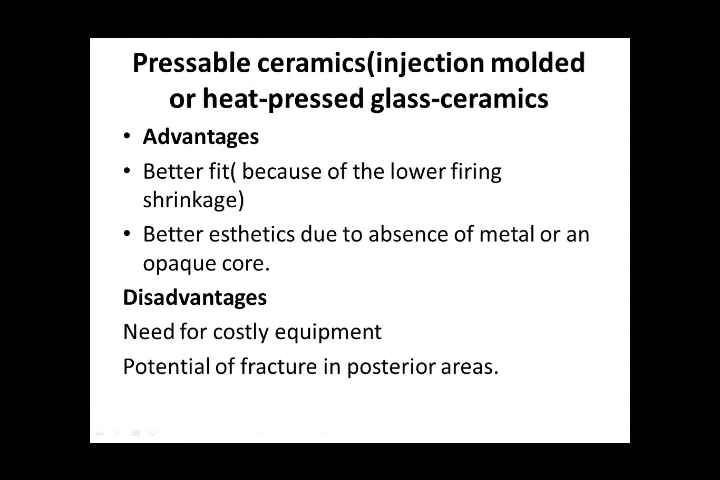 Pressable ceramics(injection molded
or heat-pressed glass-ceramics
• Advantages
• Better fit( because of the lower firing
shrinkage)
• Better esthetics due to absence of metal or an
opaque core.
Disadvantages
Need for costly equipment
Potential of fracture in posterior areas.